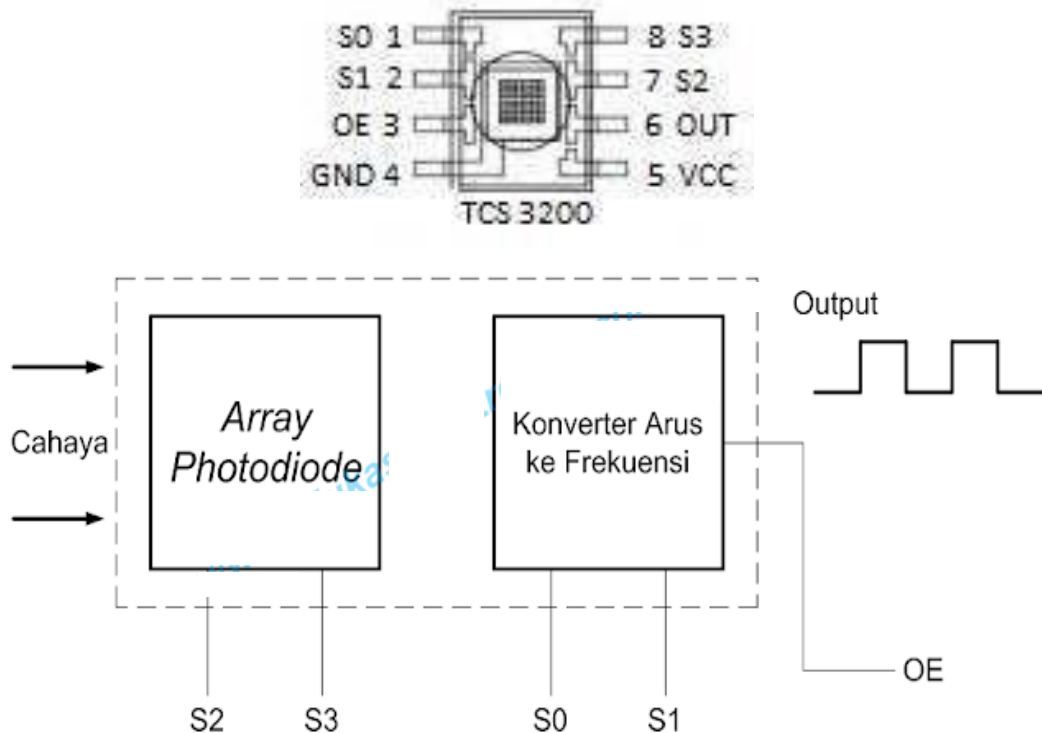 S0 1
8 S3
S1 2
7 S2
OE 3
6 OUT
GND 4
5 VCC
TCS 3200
Output
Cahaya
Array
Photodiode
Konverter Arus
ke Frekuensi
OE
S2
S3
S0
S1